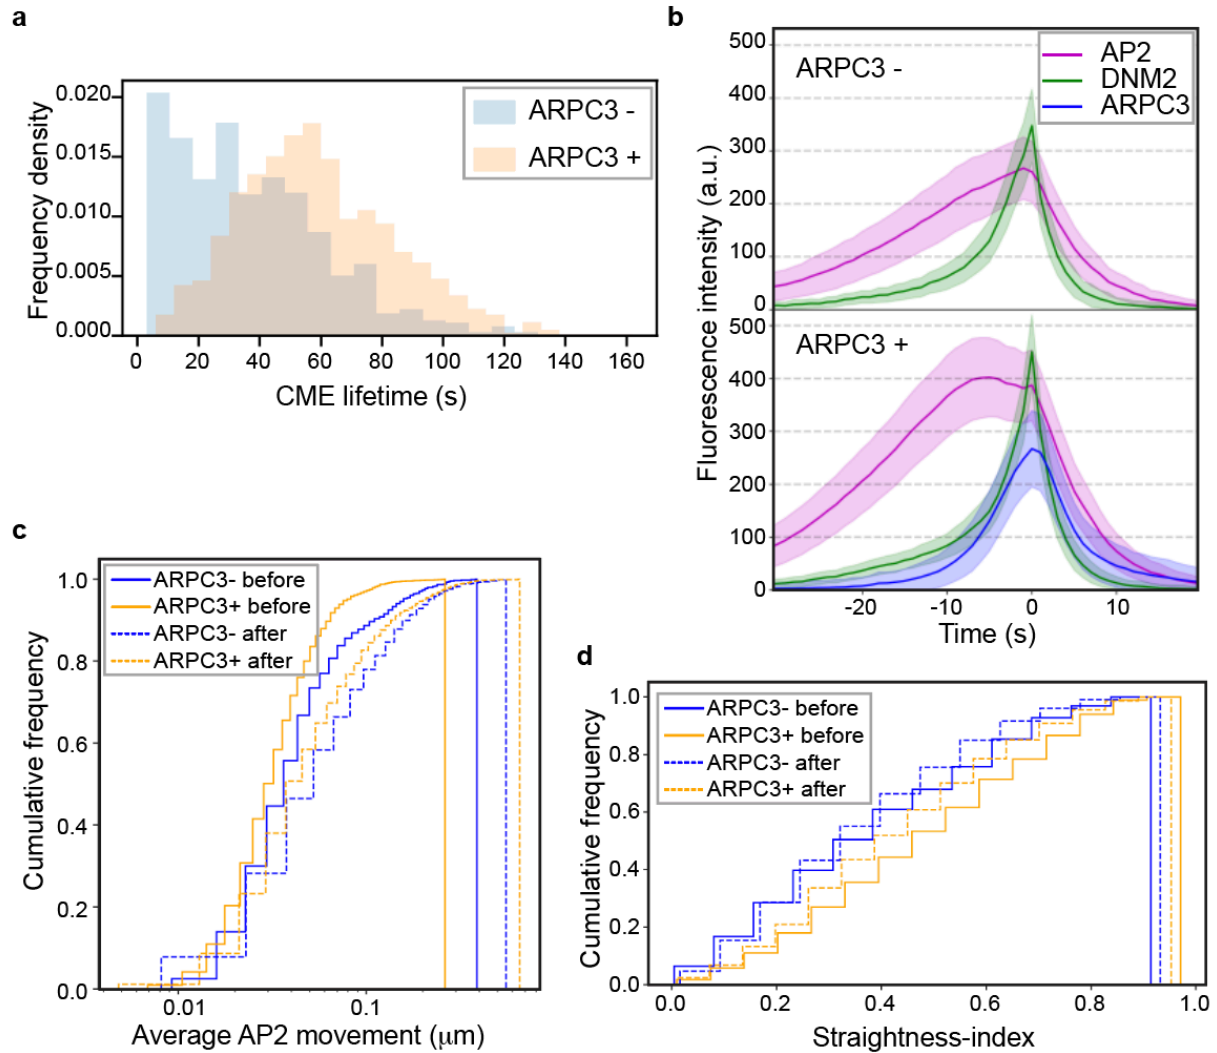 a
Frequency density
0.020
0.015
0.010
0.005
0.000
ARPC3 -
ARPC3 +
0 20 40 60 80 100 120 140 160
CME lifetime (s)
b
Fluorescence intensity (a.u.)
500
400
300
200
100
0
ARPC3 -
AP2
DNM2
ARPC3
500
400
300
200
100
0
ARPC3 +
-20 -10 0 10
Time (s)
c
Cumulative frequency
1.0
0.8
0.6
0.4
0.2
0.0
ARPC3- before
ARPC3+ before
ARPC3- after
ARPC3+ after
0.01 0.1
Average AP2 movement (μm)
d
Cumulative frequency
1.0
0.8
0.6
0.4
0.2
0.0
ARPC3- before
ARPC3+ before
ARPC3- after
ARPC3+ after
0.0 0.2 0.4 0.6 0.8 1.0
Straightness-index